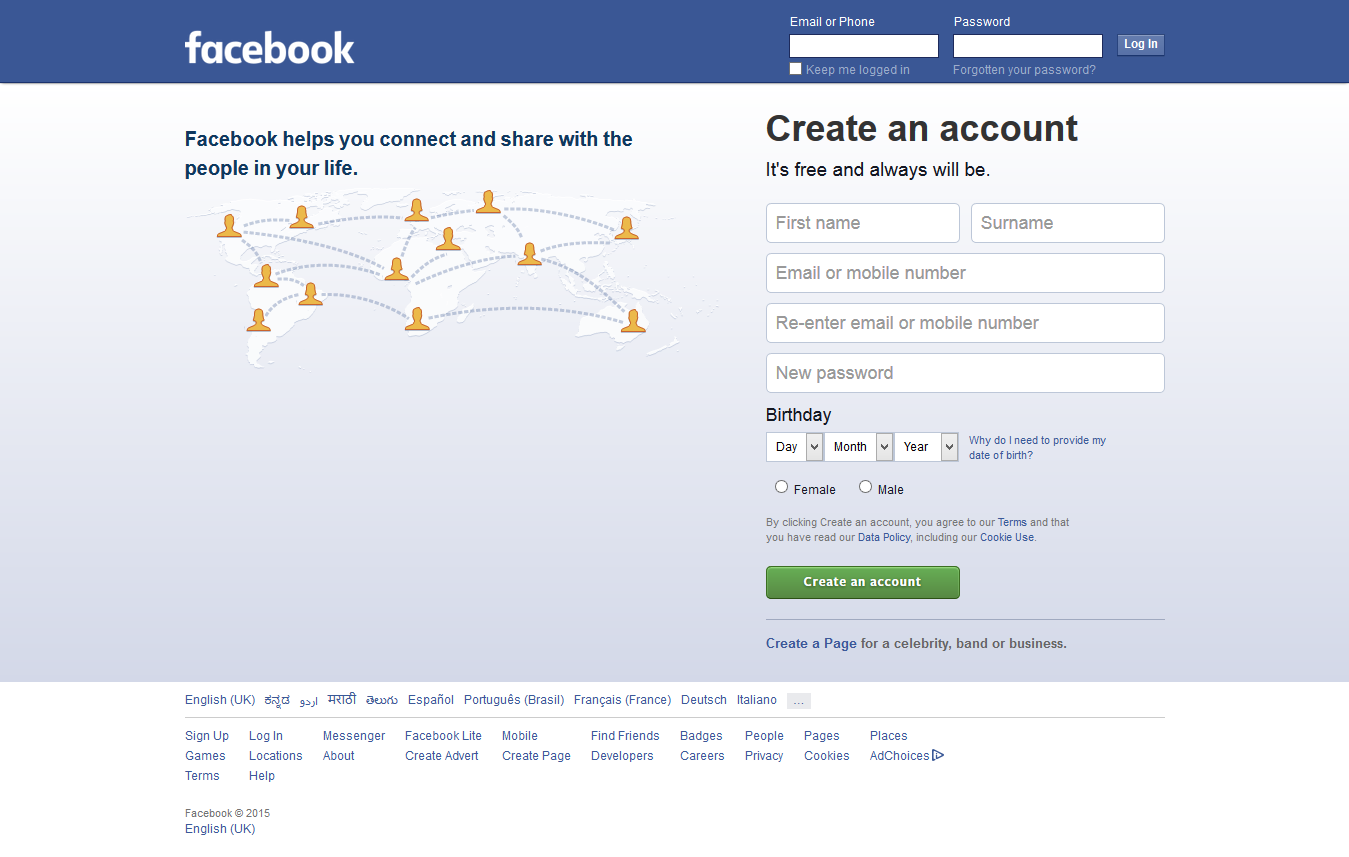 facebook
Email or Phone
Password
Log In
Keep me logged in
Forgotten your password?
Facebook helps you connect and share with the
people in your life.
Create an account
It's free and always will be.
First name
Surname
Email or mobile number
Re-enter email or mobile number
New password
Birthday
Day
Month
Year
Why do I need to provide my
date of birth?
Female
Male
By clicking Create an account, you agree to our Terms and that
you have read our Data Policy, including our Cookie Use.
Create an account
Create a Page for a celebrity, band or business.
English (UK) ಕನ್ನಡ اردو मराठी తెలుగు Español Português (Brasil) Français (France) Deutsch Italiano ...
Sign Up Log In Messenger Facebook Lite Mobile Find Friends Badges People Pages Places
Games Locations About Create Advert Create Page Developers Careers Privacy Cookies AdChoices
Terms Help
Facebook © 2015
English (UK)